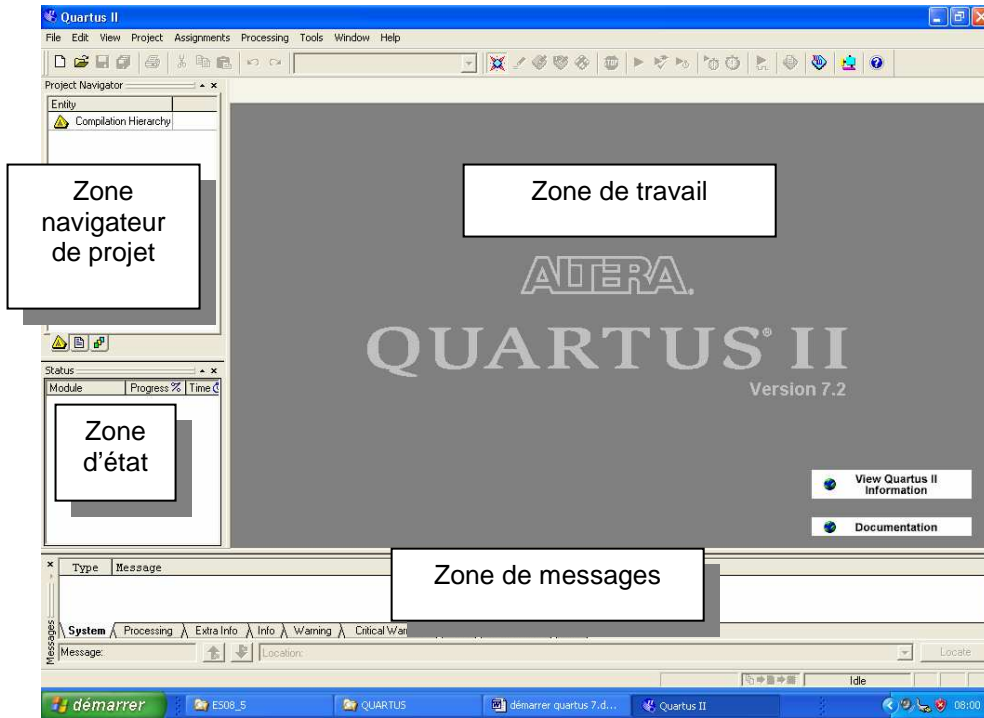 Quartus II
File Edit View Project Assignments Processing Tools Window Help
Project Navigator
Entity
Compilation Hierarchy
Zone
navigateur
de projet
Zone de travail
ALTERA.
QUARTUS® II
Version 7.2
Status
Module Progress % Time
Zone
d'état
View Quartus II
Information
Documentation
Type Message
Zone de messages
System Processing Extra Info Info Warning
Messages
Message: Location: Locate
Idle
démarrer ES08_5 QUARTUS démarrer quartus 7.d... Quartus II 08:00